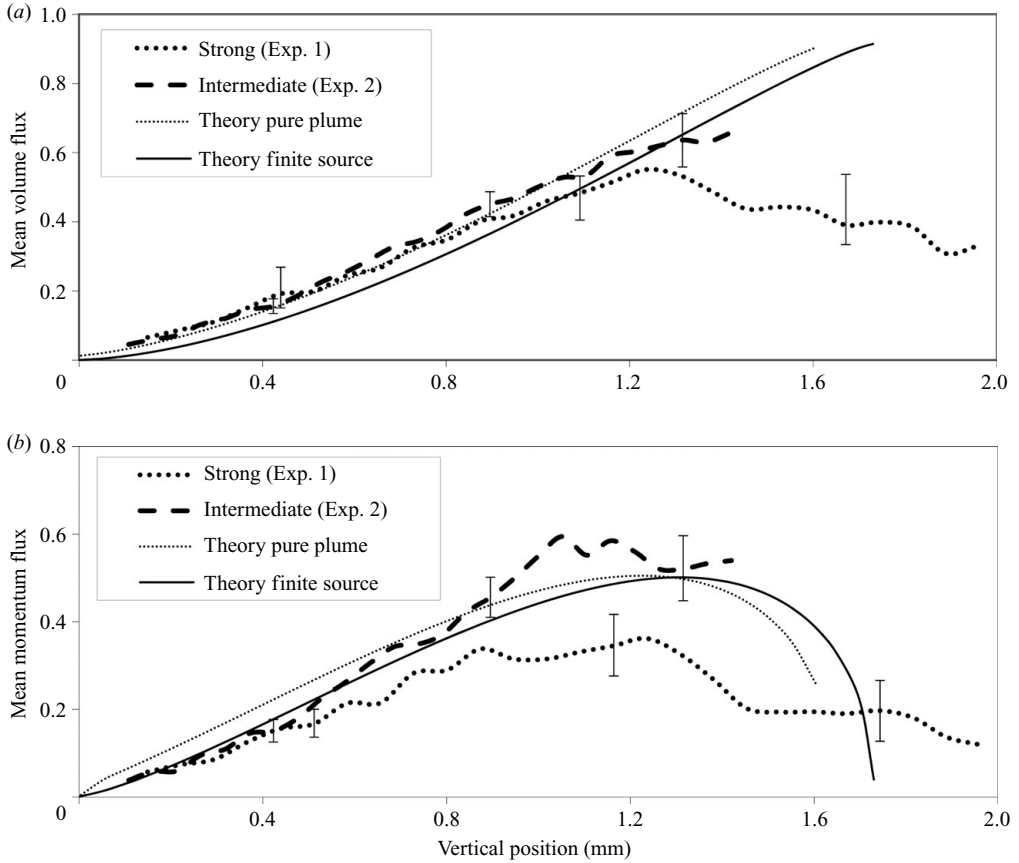 (a)
1.0
Strong (Exp. 1)
Intermediate (Exp. 2)
Theory pure plume
Theory finite source
0.8
0.6
0.4
0.2
0
Mean volume flux
0.4
0.8
1.2
1.6
2.0
(b)
0.8
Strong (Exp. 1)
Intermediate (Exp. 2)
Theory pure plume
Theory finite source
0.6
0.4
0.2
0
Mean momentum flux
0.4
0.8
1.2
1.6
2.0
Vertical position (mm)